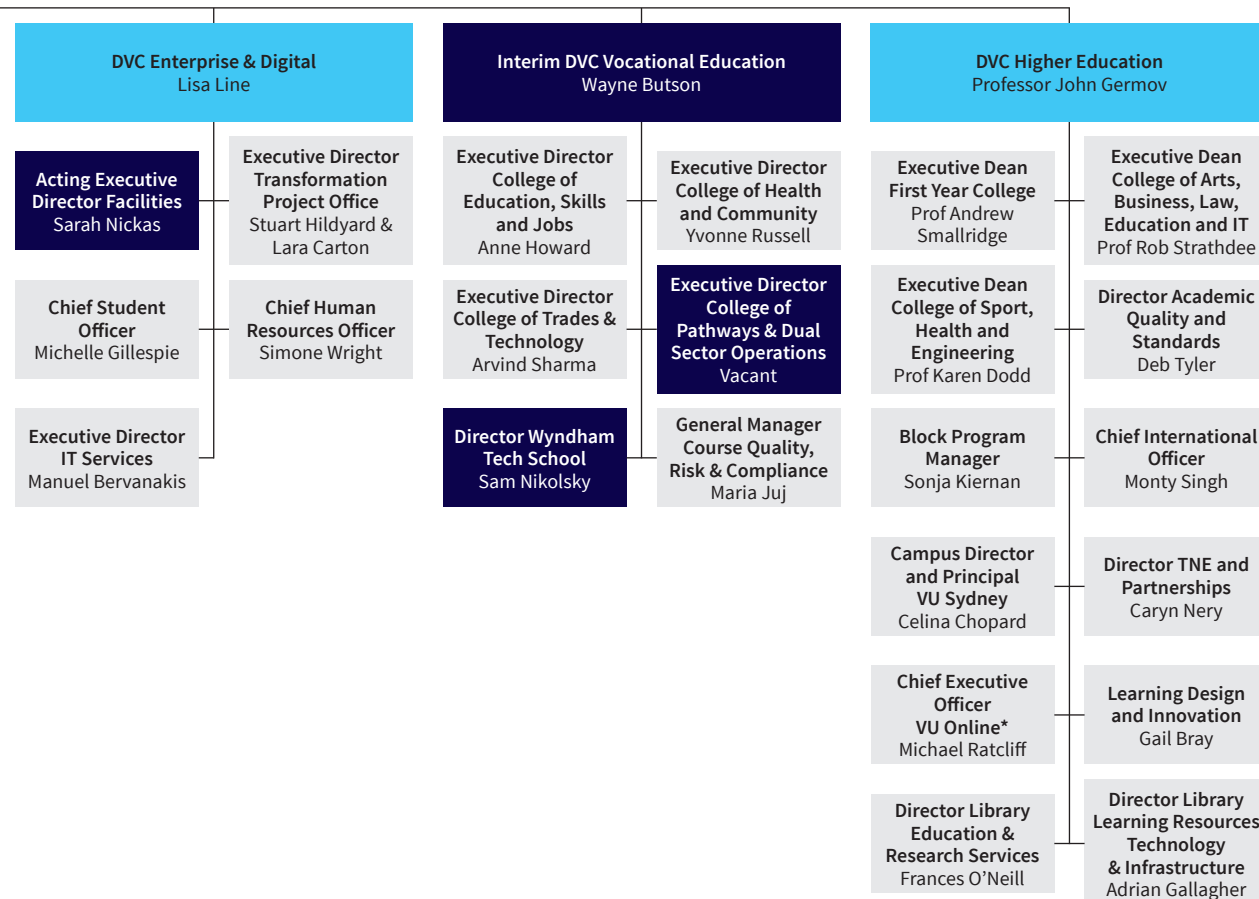 DVC Enterprise & Digital
Lisa Line
Acting Executive
Director Facilities
Sarah Nickas
Executive Director
Transformation
Project Office
Stuart Hildyard &
Lara Carton
Chief Student
Officer
Michelle Gillespie
Chief Human
Resources Officer
Simone Wright
Executive Director
IT Services
Manuel Bervanakis
Interim DVC Vocational Education
Wayne Butson
Executive Director
College of
Education, Skills
and Jobs
Anne Howard
Executive Director
College of Health
and Community
Yvonne Russell
Executive Director
College of Trades &
Technology
Arvind Sharma
Executive Director
College of
Pathways & Dual
Sector Operations
Vacant
Director Wyndham
Tech School
Sam Nikolsky
General Manager
Course Quality,
Risk & Compliance
Maria Juj
DVC Higher Education
Professor John Germov
Executive Dean
First Year College
Prof Andrew
Smallridge
Executive Dean
College of Arts,
Business, Law,
Education and IT
Prof Rob Strathdee
Executive Dean
College of Sport,
Health and
Engineering
Prof Karen Dodd
Director Academic
Quality and
Standards
Deb Tyler
Block Program
Manager
Sonja Kiernan
Chief International
Officer
Monty Singh
Campus Director
and Principal
VU Sydney
Celina Chopard
Director TNE and
Partnerships
Caryn Nery
Chief Executive
Officer
VU Online*
Michael Ratcliff
Learning Design
and Innovation
Gail Bray
Director Library
Education &
Research Services
Frances O’Neill
Director Library
Learning Resources
Technology
& Infrastructure
Adrian Gallagher